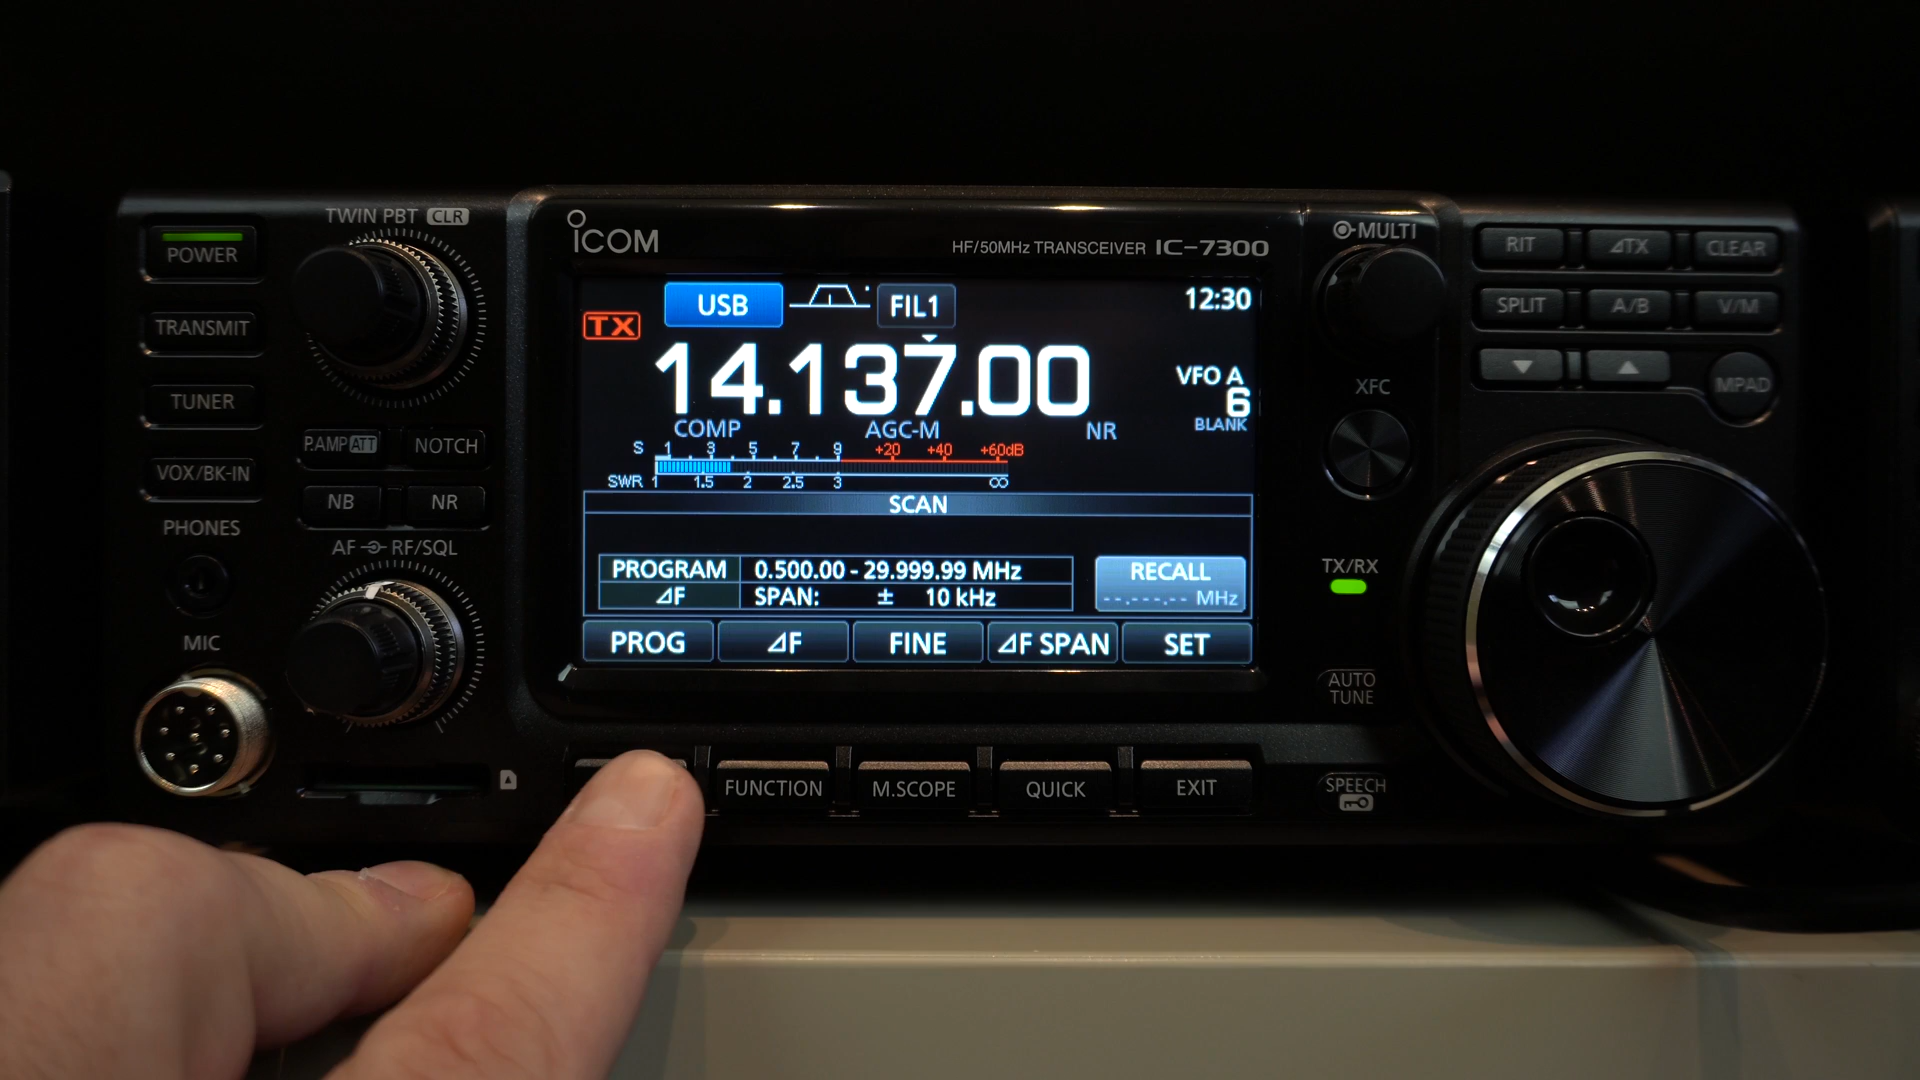 TWIN PBT CLR
POWER
TRANSMIT
TUNER
VOX/BK-IN
PHONES
MIC
P.AMP ATT
NOTCH
NB
NR
AF RF/SQL
ICOM
HF/50MHz TRANSCEIVER IC-7300
USB
FIL1
12:30
TX
14.137.00
VFO A
6
BLANK
COMP
AGC-M
NR
S 1 3 5 7 9 +20 +40 +60dB
SWR 1 1.5 2 2.5 3 ∞
SCAN
PROGRAM 0.500.00 - 29.999.99 MHz
⊿F SPAN: ± 10 kHz
RECALL
--.---.-- MHz
PROG
⊿F
FINE
⊿F SPAN
SET
FUNCTION
M.SCOPE
QUICK
EXIT
MULTI
XFC
TX/RX
AUTO
TUNE
SPEECH
RIT
⊿TX
CLEAR
SPLIT
A/B
V/M
▼
▲
MPAD